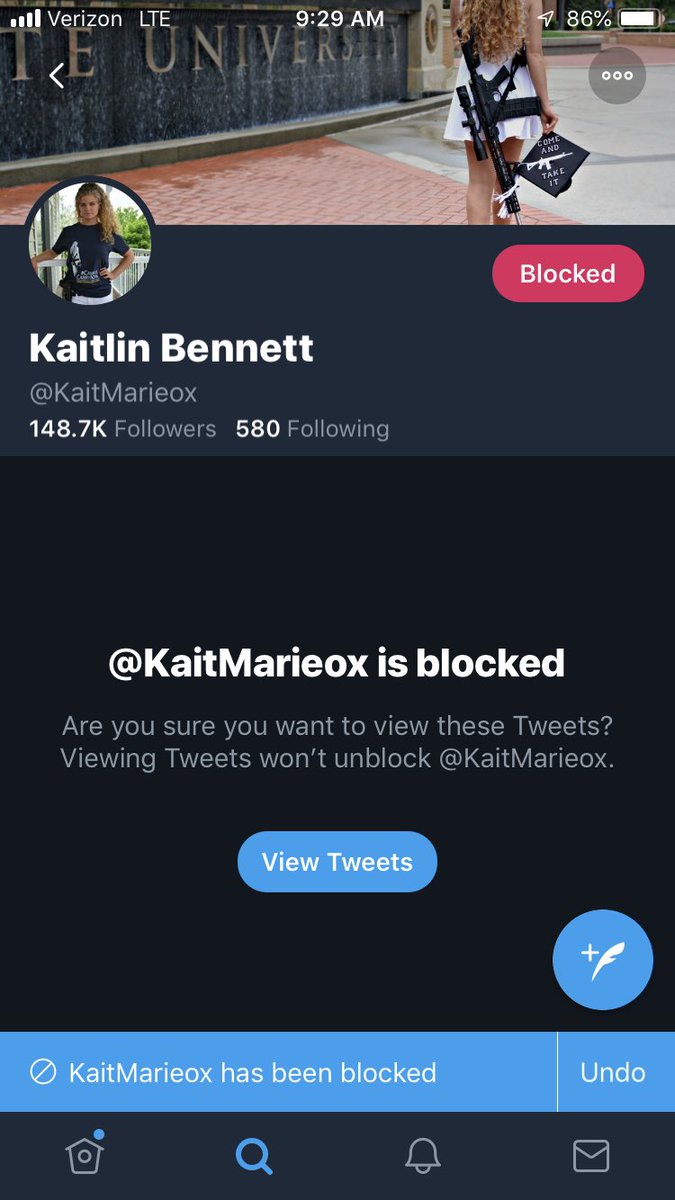 Verizon LTE 9:29 AM 86%
TE UNIVERSITY
COME
AND
TAKE
IT
Blocked
Kaitlin Bennett
@KaitMarieox
148.7K Followers 580 Following
@KaitMarieox is blocked
Are you sure you want to view these Tweets?
Viewing Tweets won’t unblock @KaitMarieox.
View Tweets
KaitMarieox has been blocked
Undo